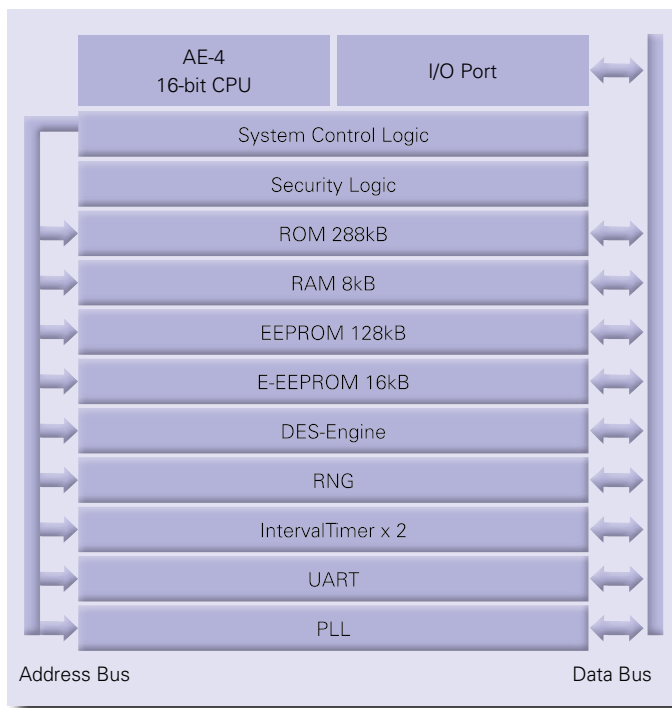 AE-4
16-bit CPU
I/O Port
System Control Logic
Security Logic
ROM 288kB
RAM 8kB
EEPROM 128kB
E-EEPROM 16kB
DES-Engine
RNG
IntervalTimer x 2
UART
PLL
Address Bus
Data Bus